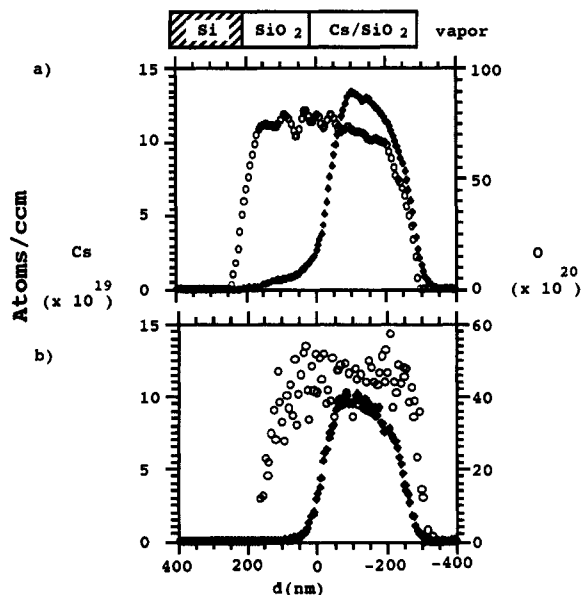 Si SiO 2 Cs/SiO 2 vapor
a)
15 100
10
50
5
0 0
Atoms/ccm
Cs O
19 20
(x 10 ) (x 10 )
b)
15 60
10 40
5 20
0 0
400 200 0 -200 -400
d(nm)